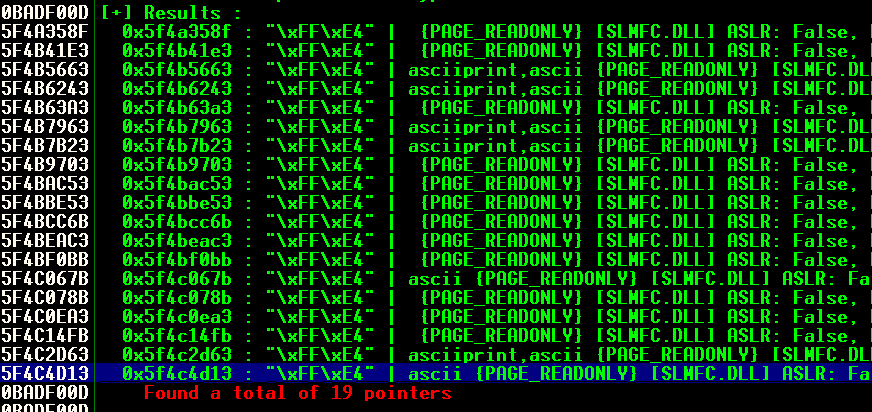 0BADF00D [+] Results :
5F4A358F 0x5f4a358f : "\xFF\xE4" | {PAGE_READONLY} [SLMFC.DLL] ASLR: False,
5F4B41E3 0x5f4b41e3 : "\xFF\xE4" | {PAGE_READONLY} [SLMFC.DLL] ASLR: False,
5F4B5663 0x5f4b5663 : "\xFF\xE4" | asciiprint,ascii {PAGE_READONLY} [SLMFC.DL
5F4B6243 0x5f4b6243 : "\xFF\xE4" | asciiprint,ascii {PAGE_READONLY} [SLMFC.DL
5F4B63A3 0x5f4b63a3 : "\xFF\xE4" | {PAGE_READONLY} [SLMFC.DLL] ASLR: False,
5F4B7963 0x5f4b7963 : "\xFF\xE4" | asciiprint,ascii {PAGE_READONLY} [SLMFC.DL
5F4B7B23 0x5f4b7b23 : "\xFF\xE4" | asciiprint,ascii {PAGE_READONLY} [SLMFC.DL
5F4B9703 0x5f4b9703 : "\xFF\xE4" | {PAGE_READONLY} [SLMFC.DLL] ASLR: False,
5F4BAC53 0x5f4bac53 : "\xFF\xE4" | {PAGE_READONLY} [SLMFC.DLL] ASLR: False,
5F4BBE53 0x5f4bbe53 : "\xFF\xE4" | {PAGE_READONLY} [SLMFC.DLL] ASLR: False,
5F4BCC6B 0x5f4bcc6b : "\xFF\xE4" | {PAGE_READONLY} [SLMFC.DLL] ASLR: False,
5F4BEAC3 0x5f4beac3 : "\xFF\xE4" | {PAGE_READONLY} [SLMFC.DLL] ASLR: False,
5F4BF0BB 0x5f4bf0bb : "\xFF\xE4" | {PAGE_READONLY} [SLMFC.DLL] ASLR: False,
5F4C067B 0x5f4c067b : "\xFF\xE4" | ascii {PAGE_READONLY} [SLMFC.DLL] ASLR: Fa
5F4C078B 0x5f4c078b : "\xFF\xE4" | {PAGE_READONLY} [SLMFC.DLL] ASLR: False,
5F4C0EA3 0x5f4c0ea3 : "\xFF\xE4" | {PAGE_READONLY} [SLMFC.DLL] ASLR: False,
5F4C14FB 0x5f4c14fb : "\xFF\xE4" | {PAGE_READONLY} [SLMFC.DLL] ASLR: False,
5F4C2D63 0x5f4c2d63 : "\xFF\xE4" | asciiprint,ascii {PAGE_READONLY} [SLMFC.DL
5F4C4D13 0x5f4c4d13 : "\xFF\xE4" | ascii {PAGE_READONLY} [SLMFC.DLL] ASLR: Fa
0BADF00D Found a total of 19 pointers
0BADF00D